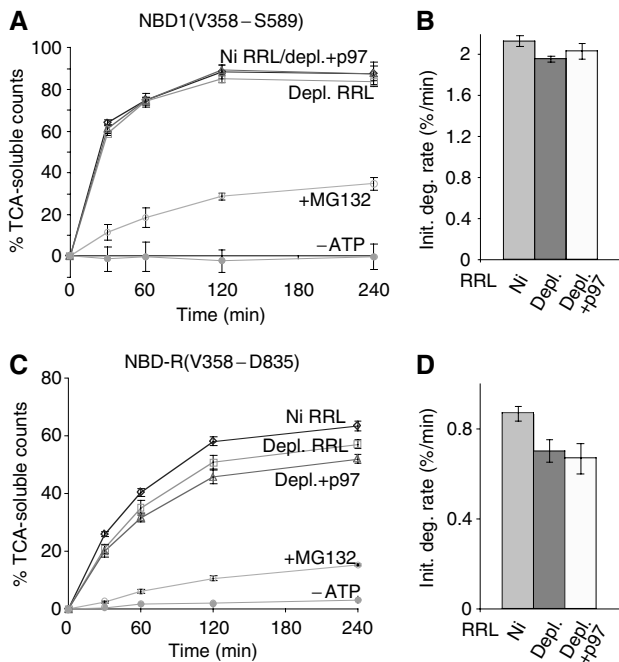 A
NBD1(V358–S589)
% TCA-soluble counts
100
80
60
40
20
0
Ni RRL/depl.+p97
Depl. RRL
+MG132
–ATP
0
60
120
180
240
Time (min)
B
Init. deg. rate (%/min)
2
1.6
1.2
0.8
0.4
0
RRL
Ni
Depl.
Depl.
+p97
C
NBD-R(V358–D835)
% TCA-soluble counts
80
60
40
20
0
Ni RRL
Depl. RRL
Depl.+p97
+MG132
–ATP
0
60
120
180
240
Time (min)
D
Init. deg. rate (%/min)
0.8
0.4
0
RRL
Ni
Depl.
Depl.
+p97